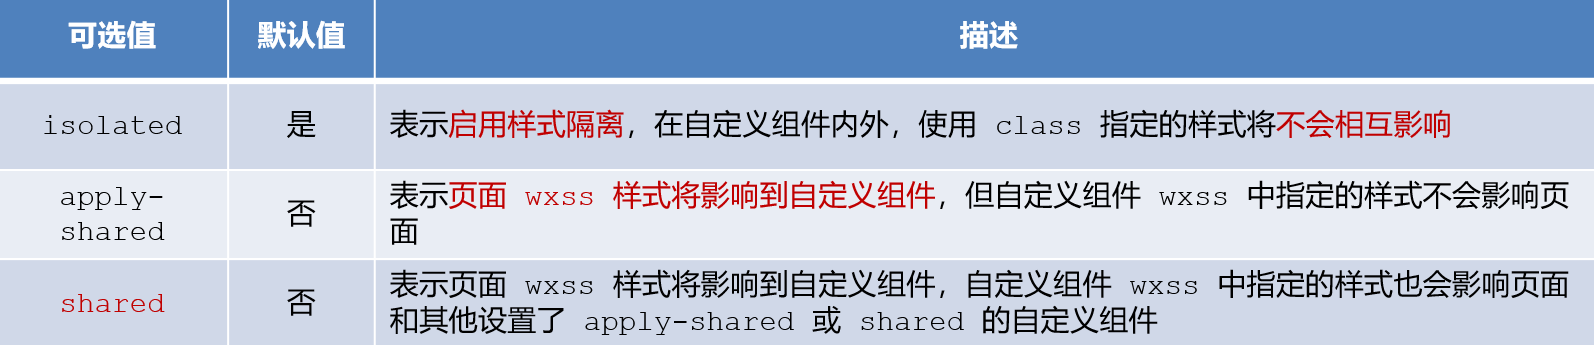 可选值 默认值 描述
isolated 是 表示启用样式隔离，在自定义组件内外，使用 class 指定的样式将不会相互影响
apply-
shared 否 表示页面 wxss 样式将影响到自定义组件，但自定义组件 wxss 中指定的样式不会影响页
面
shared 否 表示页面 wxss 样式将影响到自定义组件，自定义组件 wxss 中指定的样式也会影响页面
和其他设置了 apply-shared 或 shared 的自定义组件